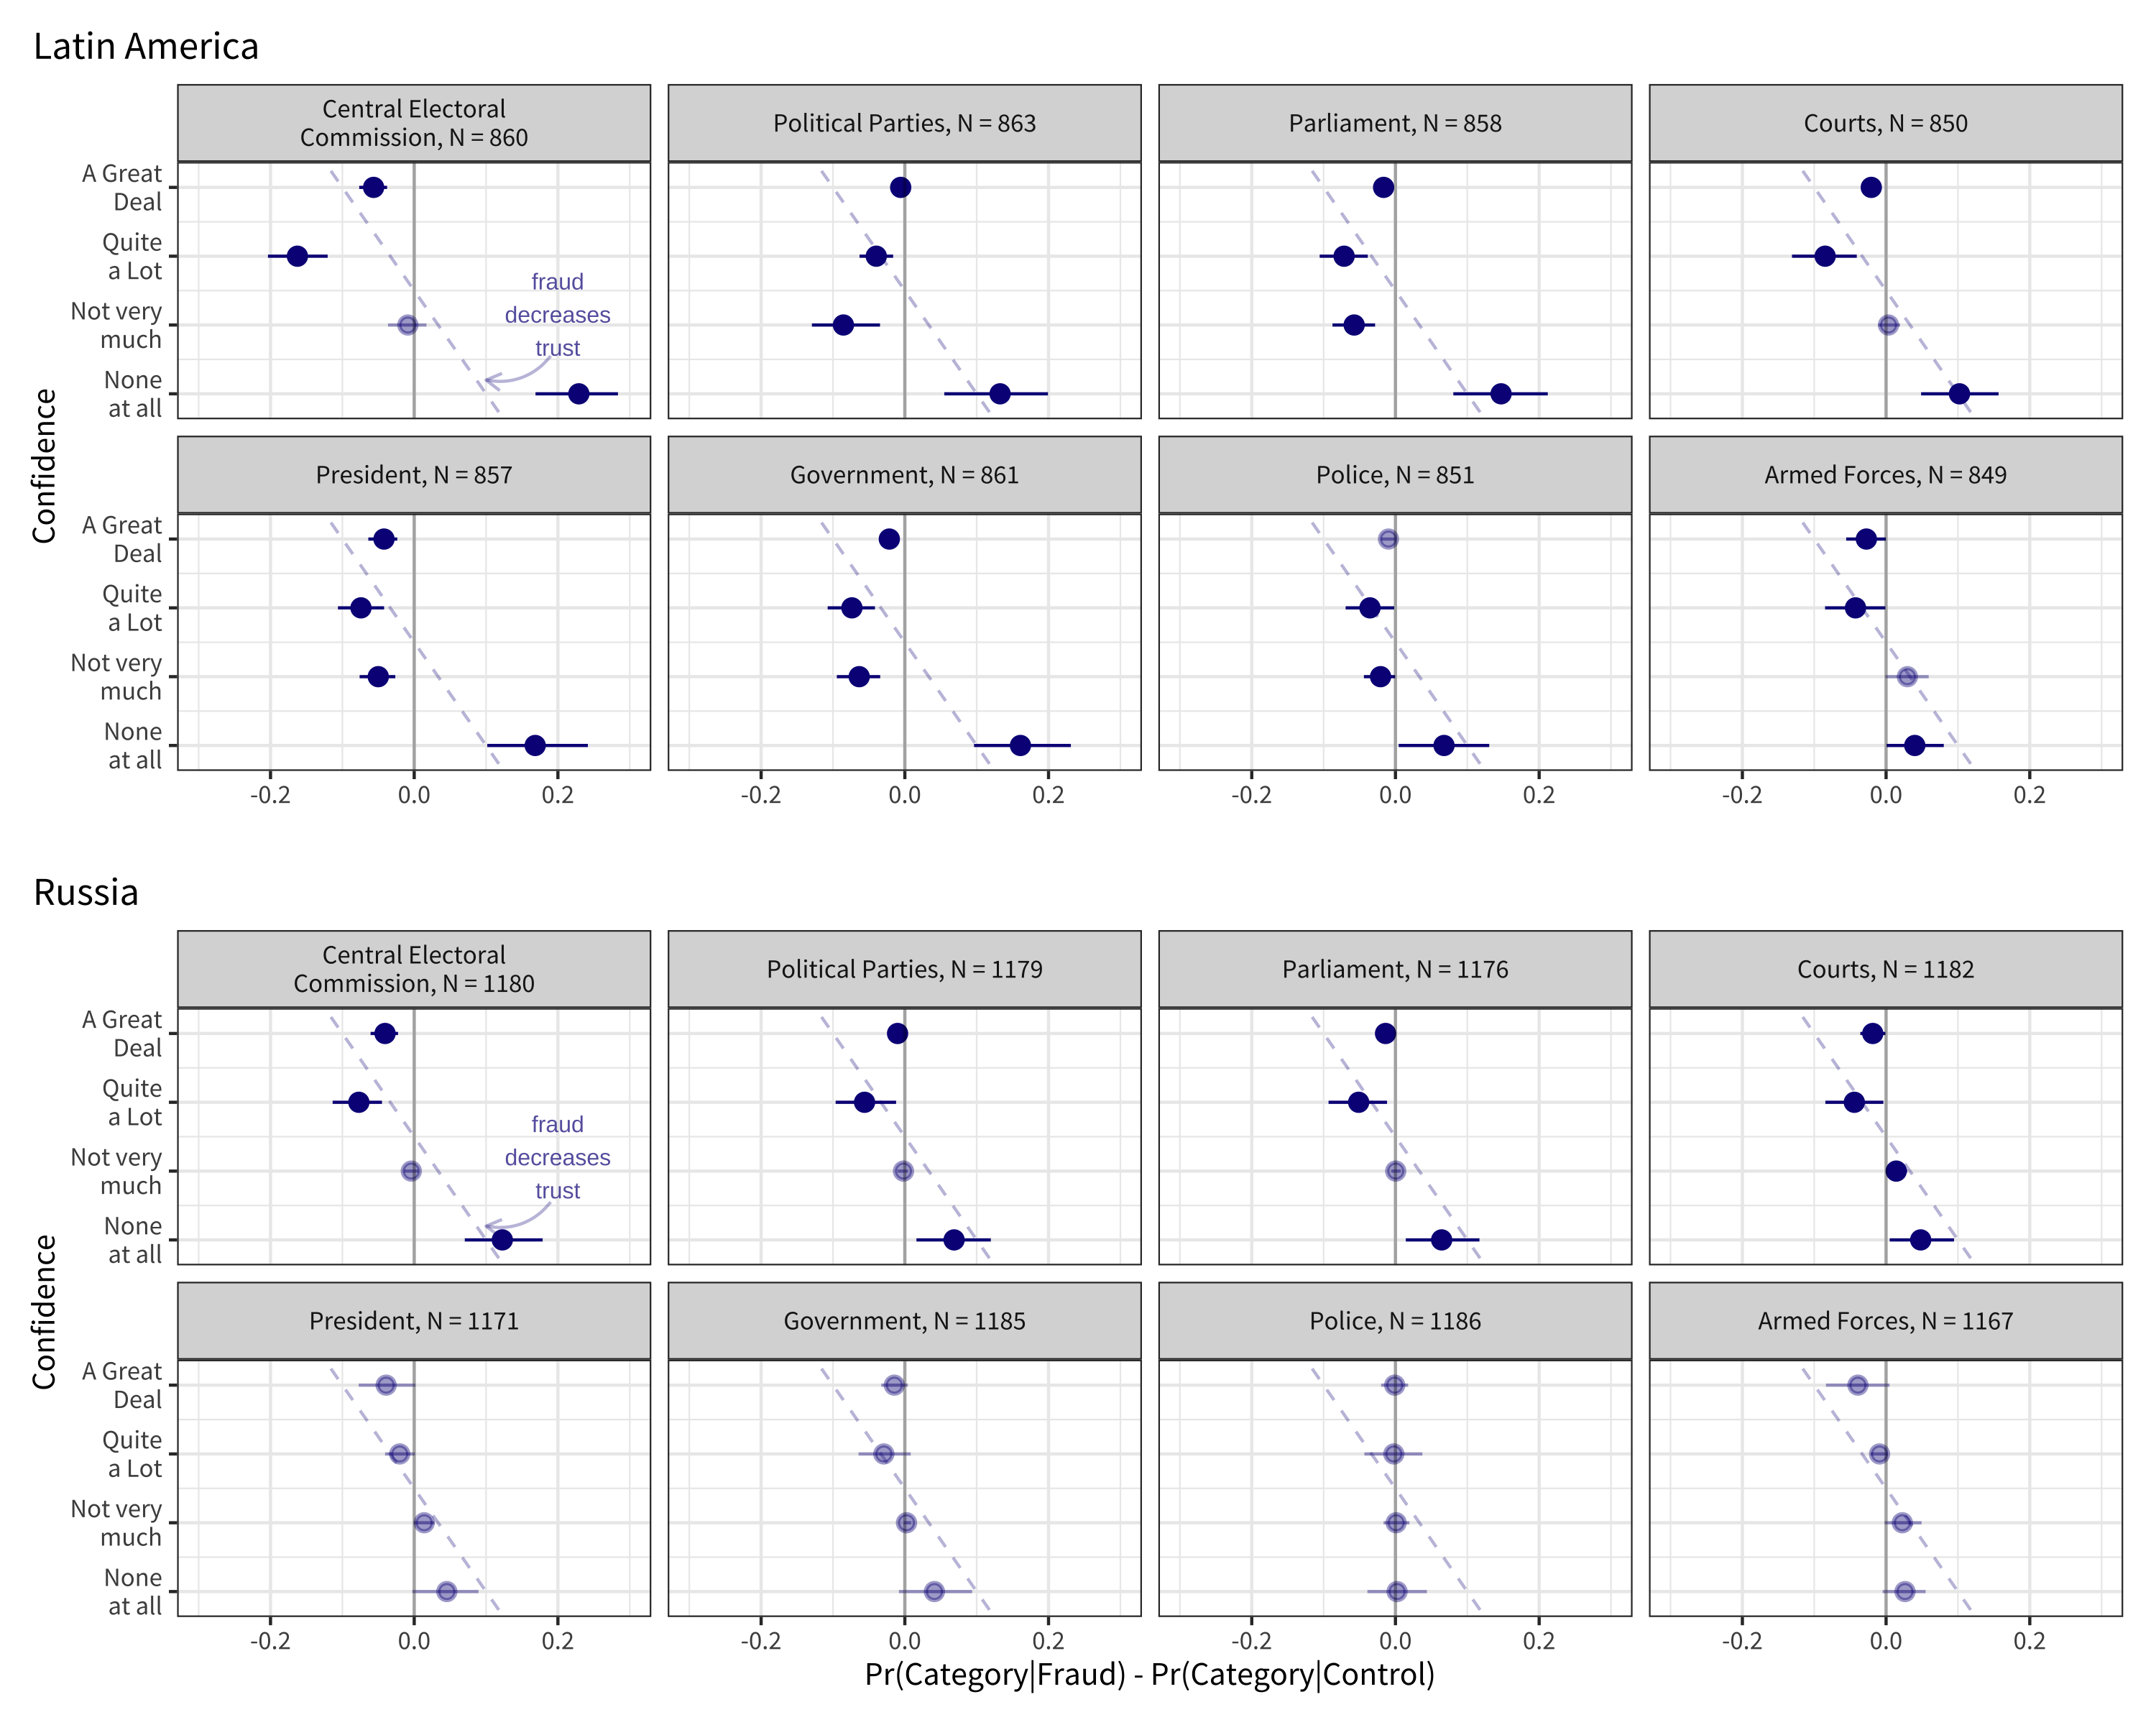 Latin America
Central Electoral
Commission, N = 860
Political Parties, N = 863
Parliament, N = 858
Courts, N = 850
A Great
Deal
Quite
a Lot
Not very
much
None
at all
fraud
decreases
trust
Confidence
President, N = 857
Government, N = 861
Police, N = 851
Armed Forces, N = 849
A Great
Deal
Quite
a Lot
Not very
much
None
at all
-0.2 0.0 0.2
-0.2 0.0 0.2
-0.2 0.0 0.2
-0.2 0.0 0.2
Russia
Central Electoral
Commission, N = 1180
Political Parties, N = 1179
Parliament, N = 1176
Courts, N = 1182
A Great
Deal
Quite
a Lot
Not very
much
None
at all
fraud
decreases
trust
Confidence
President, N = 1171
Government, N = 1185
Police, N = 1186
Armed Forces, N = 1167
A Great
Deal
Quite
a Lot
Not very
much
None
at all
-0.2 0.0 0.2
-0.2 0.0 0.2
-0.2 0.0 0.2
-0.2 0.0 0.2
Pr(Category|Fraud) - Pr(Category|Control)